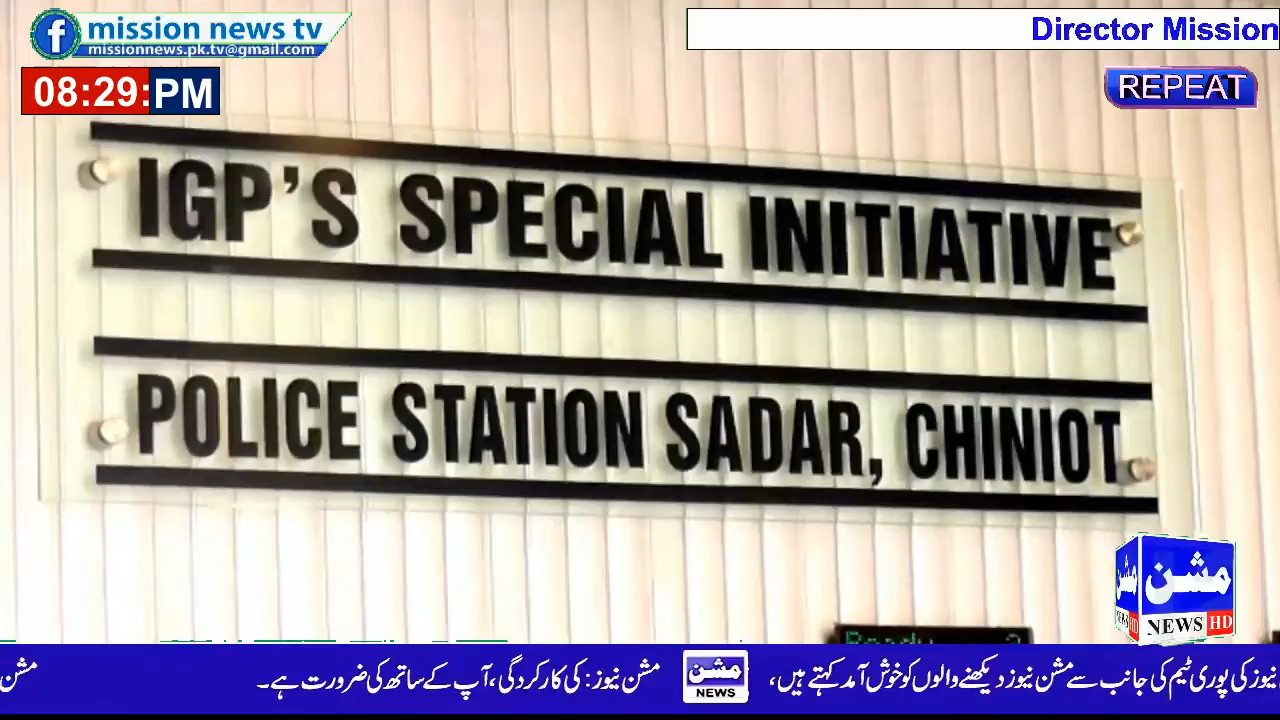 mission news tv
missionnews.pk.tv@gmail.com
Director Mission
08:29:PM
REPEAT
IGP'S SPECIAL INITIATIVE
POLICE STATION SADAR, CHINIOT
مشن
مشن
NEWS HD
Ready
نیوز کی پوری ٹیم کی جانب سے مشن نیوز دیکھنے والوں کو خوش آمد کہتے ہیں،
مشن
NEWS
مشن نیوز: کی کارکردگی، آپ کے ساتھ کی ضرورت ہے۔
مشن